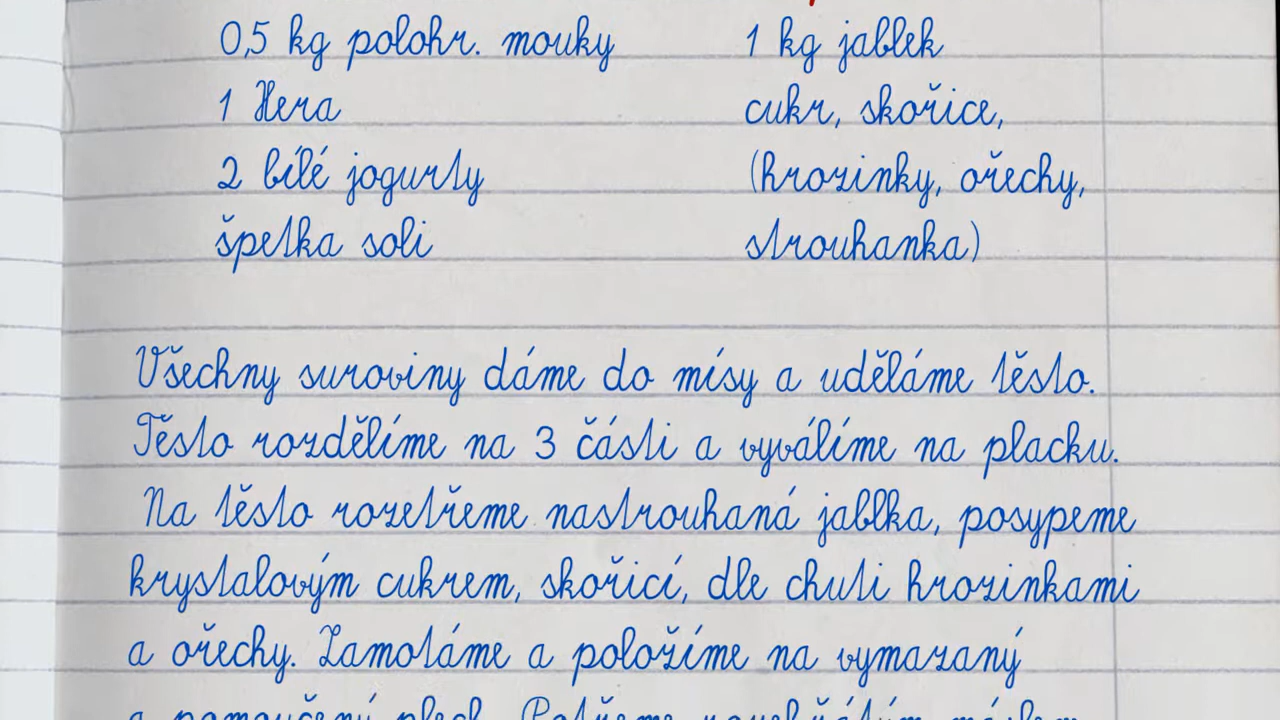 0,5 kg polohr. mouky
1 kg jablek
1 Hera
cukr, skořice,
2 bílé jogurty
(hrozinky, ořechy,
špetka soli
strouhanka)
Všechny suroviny dáme do mísy a uděláme těsto.
Těsto rozdělíme na 3 části a vyválíme na placku.
Na těsto rozetřeme nastrouhaná jablka, posypeme
krystalovým cukrem, skořicí, dle chuti hrozinkami
a ořechy. Zamotáme a položíme na vymazaný